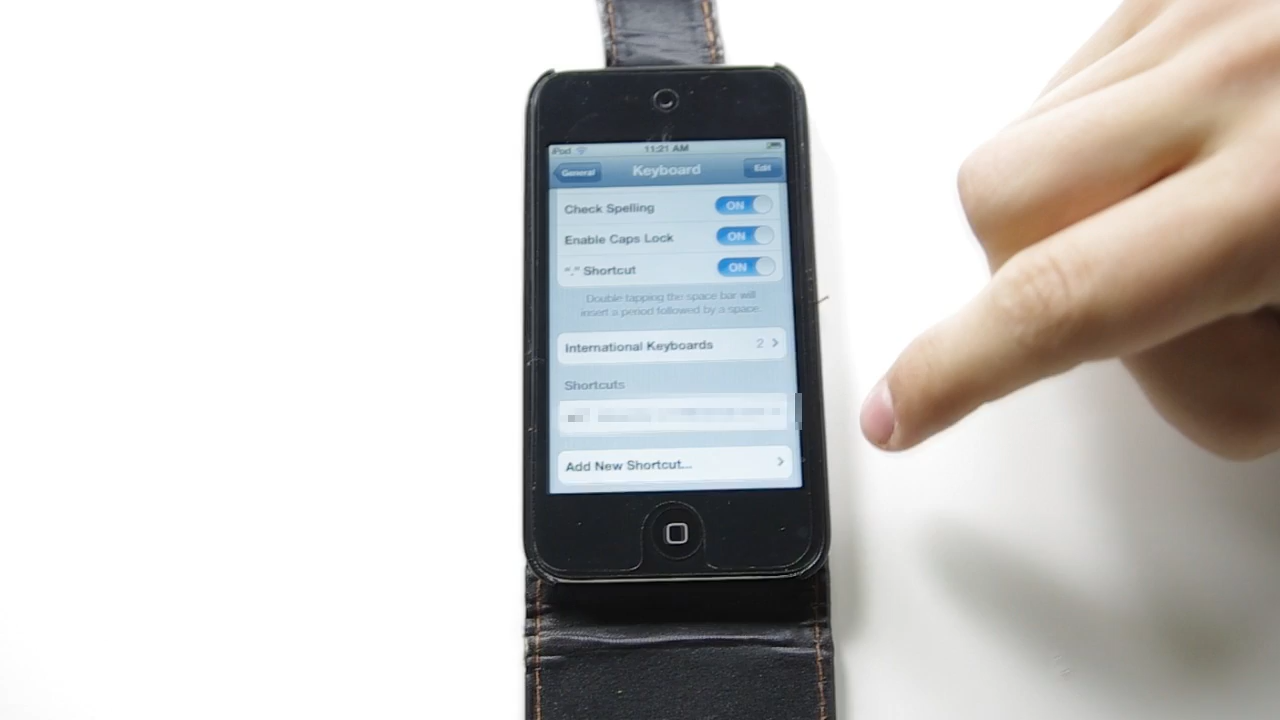 iPod 11:21 AM
General Keyboard Edit
Check Spelling ON
Enable Caps Lock ON
"." Shortcut ON
Double tapping the space bar will
insert a period followed by a space.
International Keyboards 2
Shortcuts
Add New Shortcut...